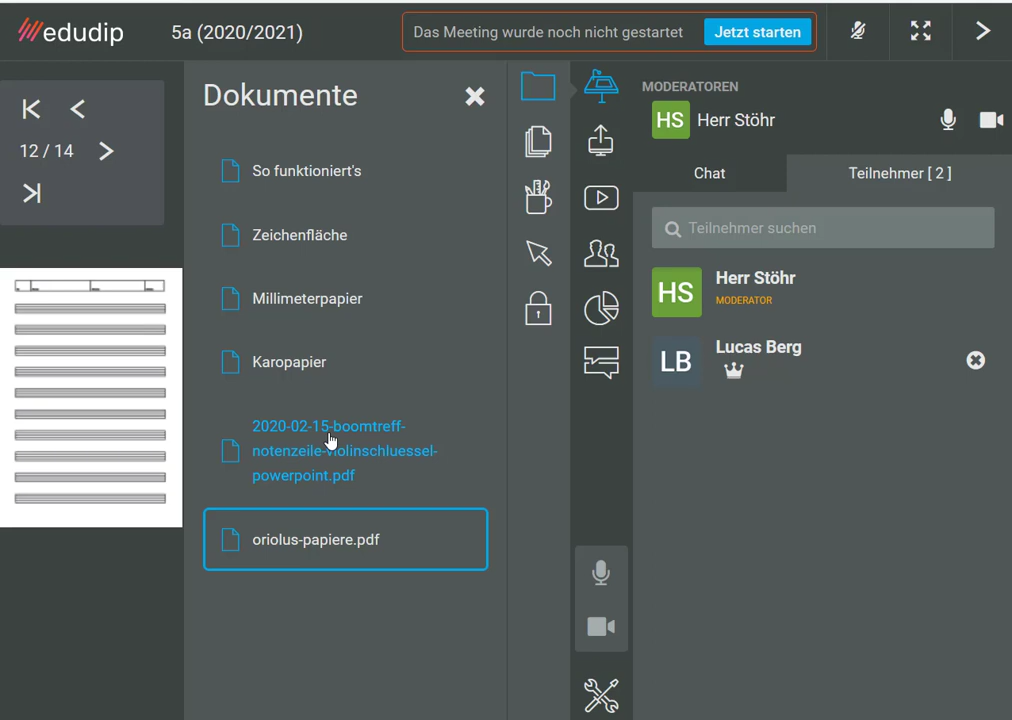 edudip
5a (2020/2021)
Das Meeting wurde noch nicht gestartet
Jetzt starten
12 / 14
Dokumente
So funktioniert's
Zeichenfläche
Millimeterpapier
Karopapier
2020-02-15-boomtreff-
notenzeile-violinschluessel-
powerpoint.pdf
oriolus-papiere.pdf
MODERATOREN
HS Herr Stöhr
Chat
Teilnehmer [ 2 ]
Teilnehmer suchen
HS
Herr Stöhr
MODERATOR
LB
Lucas Berg